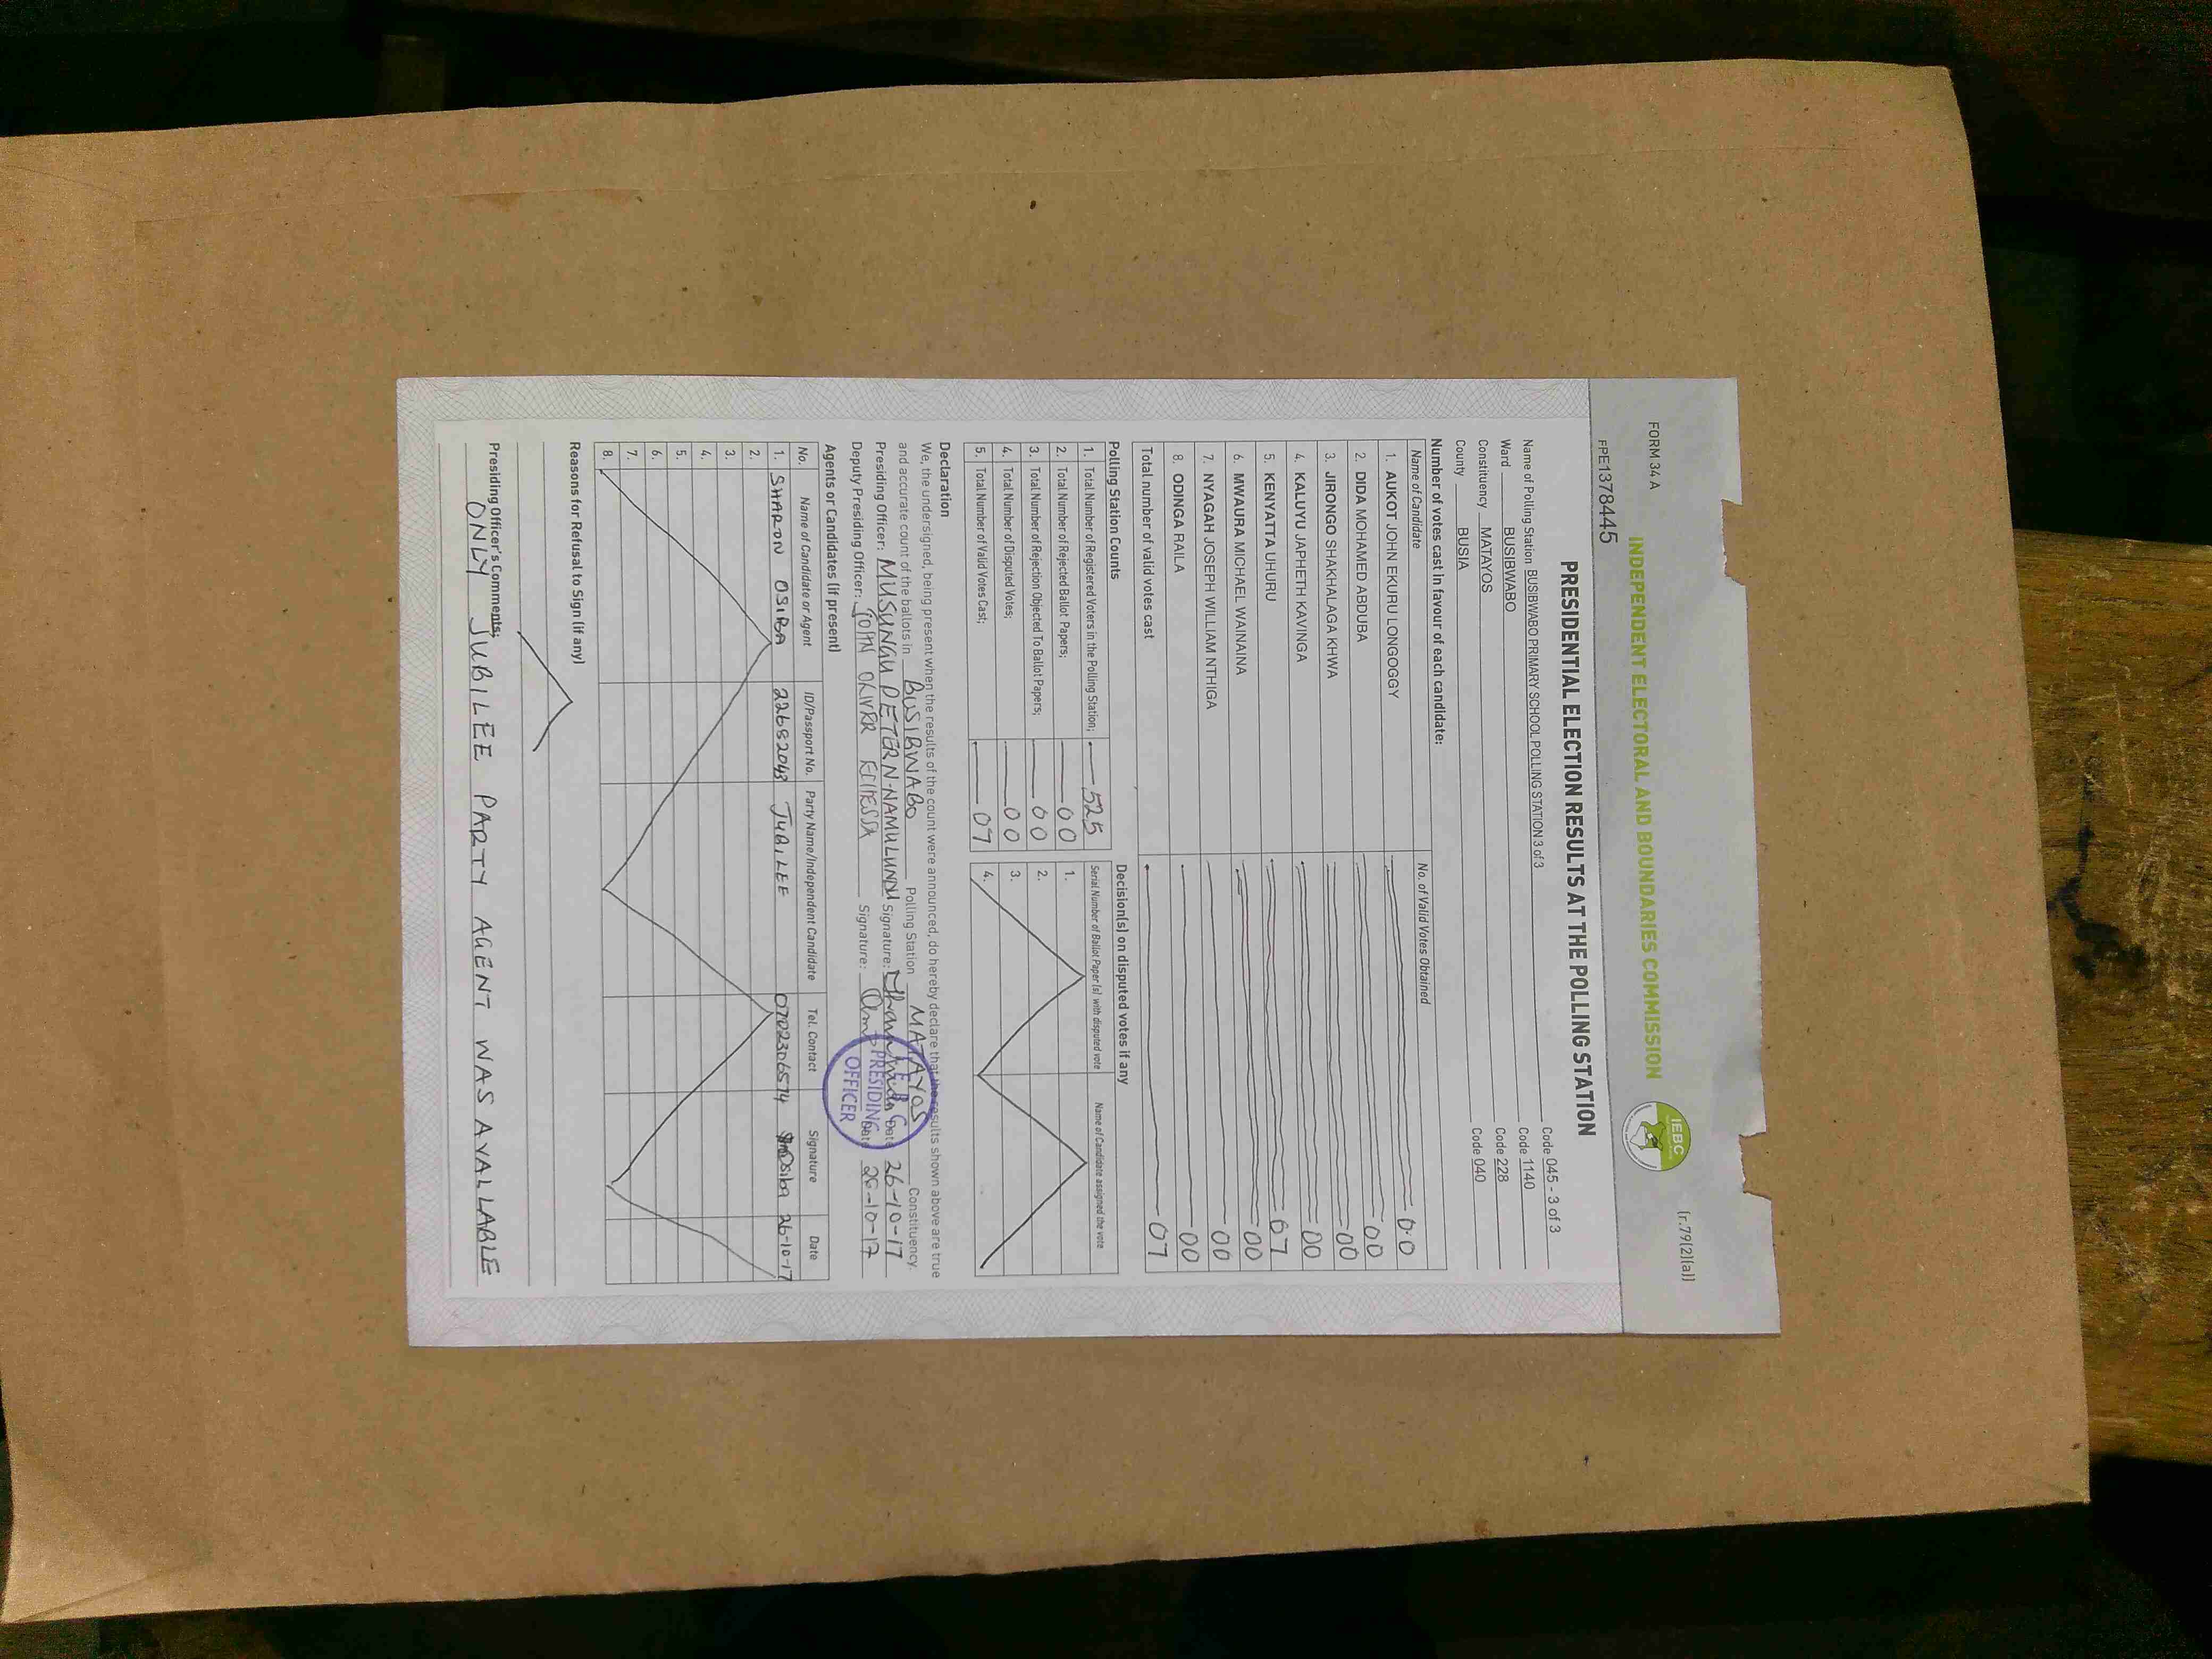 FORM 34 A
(r.79(2)(a))
INDEPENDENT ELECTORAL AND BOUNDARIES COMMISSION
IEBC
FPE1378445
PRESIDENTIAL ELECTION RESULTS AT THE POLLING STATION
Name of Polling Station BUSIBWABO PRIMARY SCHOOL POLLING STATION 3 of 3 Code 045 - 3 of 3
Ward BUSIBWABO Code 1140
Constituency MATAYOS Code 228
County BUSIA Code 040
Number of votes cast in favour of each candidate:
Name of Candidate No. of Valid Votes Obtained
1. AUKOT JOHN EKURU LONGOGGY 00
2. DIDA MOHAMED ABDUBA 00
3. JIRONGO SHAKHALAGA KHWA 00
4. KALUYU JAPHETH KAVINGA 00
5. KENYATTA UHURU 07
6. MWAURA MICHAEL WAINAINA 00
7. NYAGAH JOSEPH WILLIAM NTHIGA 00
8. ODINGA RAILA 00
Total number of valid votes cast 07
Polling Station Counts
1. Total Number of Registered Voters in the Polling Station; 525
2. Total Number of Rejected Ballot Papers; 00
3. Total Number of Rejection Objected To Ballot Papers; 00
4. Total Number of Disputed Votes; 00
5. Total Number of Valid Votes Cast; 07
Decision(s) on disputed votes if any
Serial Number of Ballot Paper (s) with disputed vote Name of Candidate assigned the vote
1.
2.
3.
4.
Declaration
We, the undersigned, being present when the results of the count were announced, do hereby declare that the results shown above are true
and accurate count of the ballots in BUSIBWABO Polling Station MATAYOS Constituency.
Presiding Officer: MUSUNGU PETER N-NAMULUNDU Signature: Date 26-10-17
Deputy Presiding Officer: JOHN Signature: Date 26-10-17
IEBC
PRESIDING
OFFICER
Agents or Candidates (if present)
No. Name of Candidate or Agent ID/Passport No. Party Name/Independent Candidate Tel. Contact Signature Date
1. SHARON OSIBA 22682048 JUBILEE 0702306574 26-10-17
2.
3.
4.
5.
6.
7.
8.
Reasons for Refusal to Sign (if any)
Presiding Officer's Comments:
ONLY JUBILEE PARTY AGENT WAS AVAILLABLE